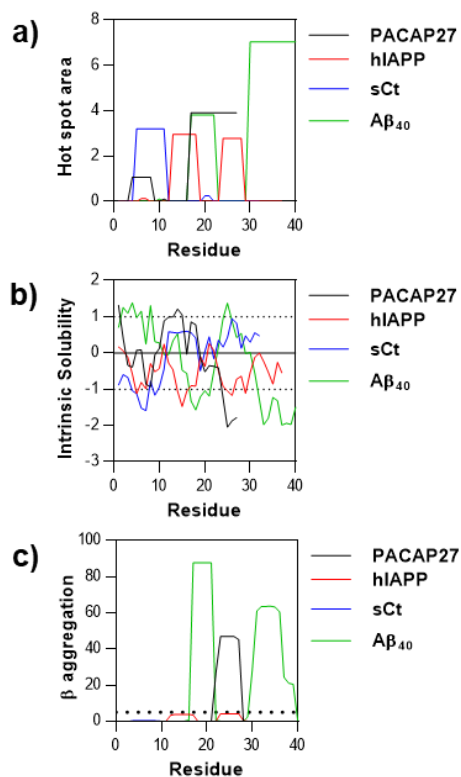 a)
Hot spot area
8
6
4
2
0
0 10 20 30 40
Residue
PACAP27
hIAPP
sCt
Aβ40
b)
Intrinsic Solubility
2
1
0
-1
-2
-3
0 10 20 30 40
Residue
PACAP27
hIAPP
sCt
Aβ40
c)
β aggregation
100
80
60
40
20
0
0 10 20 30 40
Residue
PACAP27
hIAPP
sCt
Aβ40